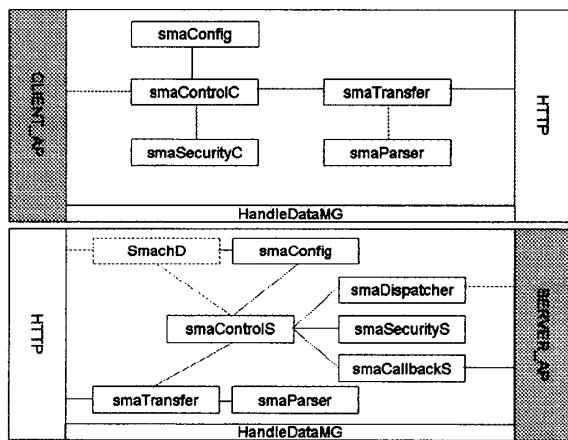 smaConfig
CLIENT_AP
smaControlC
smaTransfer
HTTP
smaSecurityC
smaParser
HandleDataMG
SmachD
smaConfig
smaDispatcher
HTTP
smaControlS
smaSecurityS
SERVER_AP
smaCallbackS
smaTransfer
smaParser
HandleDataMG